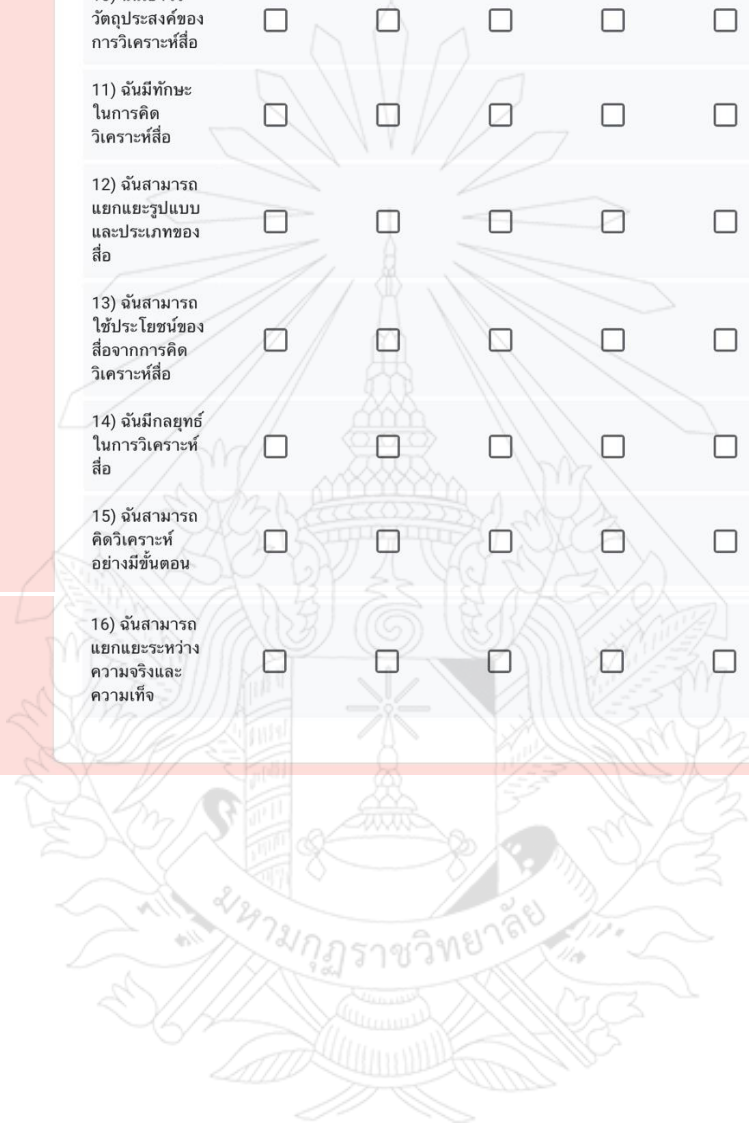 วัตถุประสงค์ของ
การวิเคราะห์สื่อ
11) ฉันมีทักษะ
ในการคิด
วิเคราะห์สื่อ
12) ฉันสามารถ
แยกแยะรูปแบบ
และประเภทของ
สื่อ
13) ฉันสามารถ
ใช้ประโยชน์ของ
สื่อจากการคิด
วิเคราะห์สื่อ
14) ฉันมีกลยุทธ์
ในการวิเคราะห์
สื่อ
15) ฉันสามารถ
คิดวิเคราะห์
อย่างมีขั้นตอน
16) ฉันสามารถ
แยกแยะระหว่าง
ความจริงและ
ความเท็จ
มหามกุฏราชวิทยาลัย